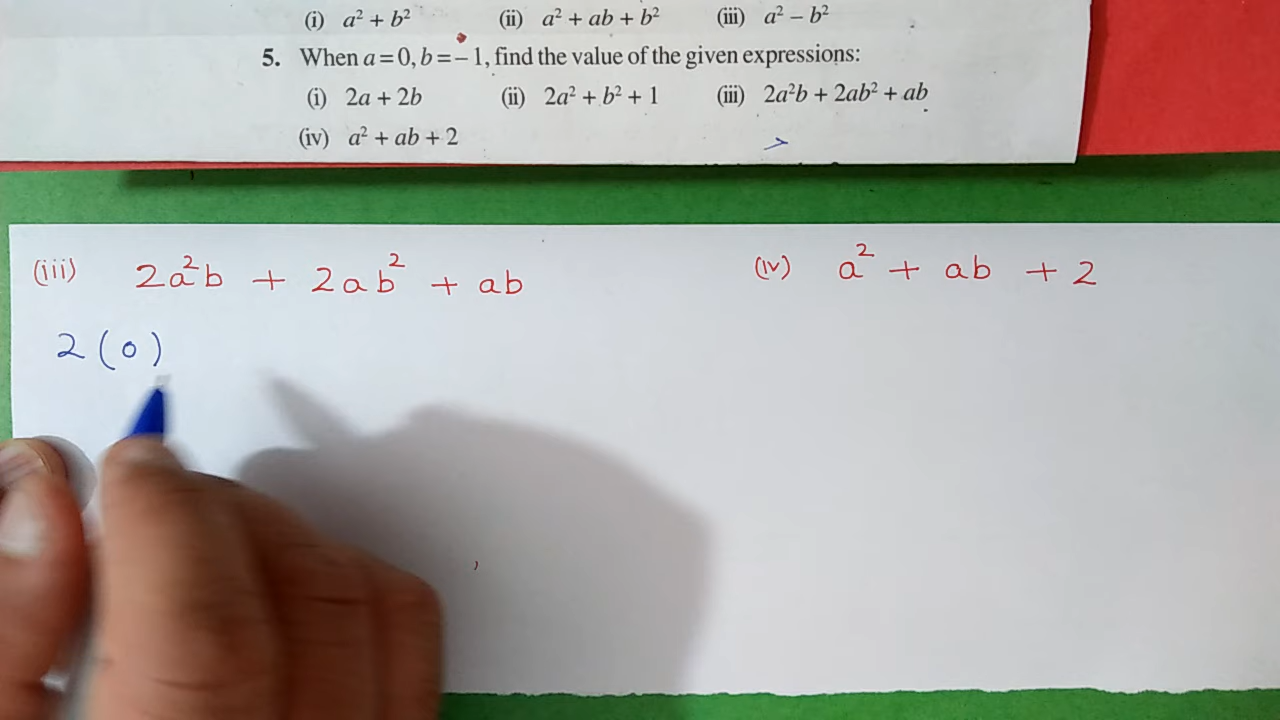 (i) a² + b² (ii) a² + ab + b² (iii) a² – b²
5. When a = 0, b = – 1, find the value of the given expressions:
(i) 2a + 2b (ii) 2a² + b² + 1 (iii) 2a²b + 2ab² + ab
(iv) a² + ab + 2
(iii) 2a²b + 2ab² + ab (iv) a² + ab + 2
2 (0)